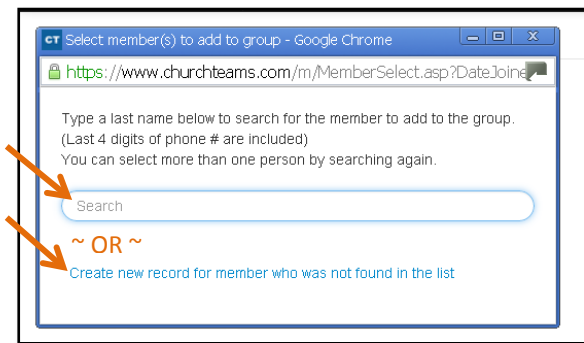 CT Select member(s) to add to group - Google Chrome
https://www.churchteams.com/m/MemberSelect.asp?DateJoine
Type a last name below to search for the member to add to the group.
(Last 4 digits of phone # are included)
You can select more than one person by searching again.
Search
~ OR ~
Create new record for member who was not found in the list